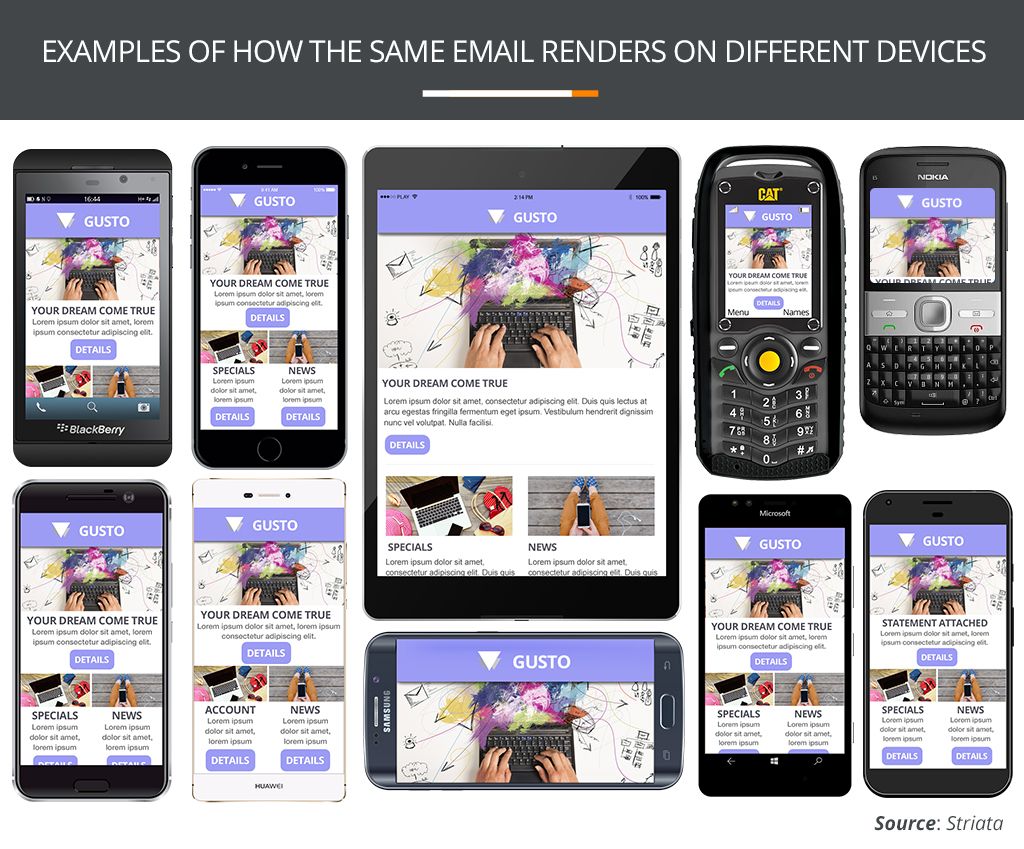 EXAMPLES OF HOW THE SAME EMAIL RENDERS ON DIFFERENT DEVICES
16:44
GUSTO
YOUR DREAM COME TRUE
Lorem ipsum dolor sit amet, lorem
ipsum consectetur adipiscing elit.
DETAILS
BlackBerry
9:41 AM
100%
GUSTO
YOUR DREAM COME TRUE
Lorem ipsum dolor sit amet, lorem
ipsum consectetur adipiscing elit.
DETAILS
SPECIALS NEWS
Lorem ipsum Lorem ipsum
dolor sit amet, dolor sit amet,
lorem ipsum lorem ipsum
DETAILS DETAILS
PLAY 2:14 PM 100%
GUSTO
YOUR DREAM COME TRUE
Lorem ipsum dolor sit amet, consectetur adipiscing elit. Duis quis lectus at
arcu egestas fringilla fermentum eget ipsum. Vestibulum hendrerit dignissim
nunc vel volutpat. Nulla facilisi.
DETAILS
SPECIALS NEWS
Lorem ipsum dolor sit amet, Lorem ipsum dolor sit amet,
consectetur adipiscing elit. Duis quis consectetur adipiscing elit. Duis quis
CAT
GUSTO
YOUR DREAM COME TRUE
Lorem ipsum dolor sit amet, lorem
ipsum consectetur adipiscing elit.
DETAILS
Menu Names
1 2 3
4 5 6
7 8 9
* 0 #
NOKIA
GUSTO
YOUR DREAM COME TRUE
Q W E R T Y U I O P
A S D F G H J K L
Z X C V B N M
Sym
GUSTO
YOUR DREAM COME TRUE
Lorem ipsum dolor sit amet, lorem
ipsum consectetur adipiscing elit.
DETAILS
SPECIALS NEWS
Lorem ipsum Lorem ipsum
dolor sit amet, dolor sit amet,
lorem ipsum lorem ipsum
DETAILS DETAILS
GUSTO
YOUR DREAM COME TRUE
Lorem ipsum dolor sit amet, lorem
ipsum consectetur adipiscing elit.
DETAILS
ACCOUNT NEWS
Lorem ipsum Lorem ipsum
dolor sit amet, dolor sit amet,
lorem ipsum lorem ipsum
DETAILS DETAILS
HUAWEI
SAMSUNG
GUSTO
Microsoft
GUSTO
YOUR DREAM COME TRUE
Lorem ipsum dolor sit amet, lorem
ipsum consectetur adipiscing elit.
DETAILS
SPECIALS NEWS
Lorem ipsum Lorem ipsum
dolor sit amet, dolor sit amet,
lorem ipsum lorem ipsum
DETAILS DETAILS
GUSTO
STATEMENT ATTACHED
Lorem ipsum dolor sit amet, lorem
ipsum consectetur adipiscing elit.
DETAILS
SPECIALS NEWS
Lorem ipsum Lorem ipsum
dolor sit amet, dolor sit amet,
lorem ipsum lorem ipsum
DETAILS DETAILS
Source: Striata